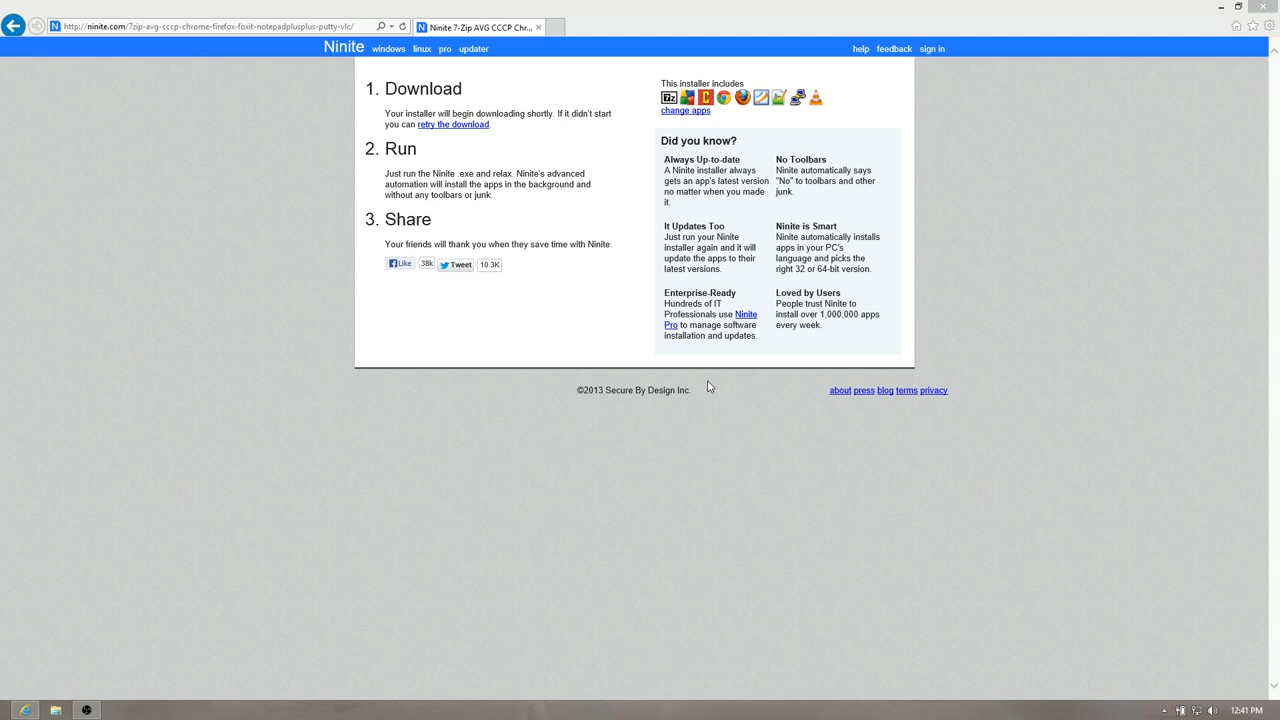 http://ninite.com/7zip-avg-cccp-chrome-firefox-foxit-notepadplusplus-putty-vlc/
Ninite 7-Zip AVG CCCP Chr...
Ninite windows linux pro updater
help feedback sign in
1. Download
Your installer will begin downloading shortly. If it didn't start
you can retry the download.
2. Run
Just run the Ninite .exe and relax. Ninite's advanced
automation will install the apps in the background and
without any toolbars or junk.
3. Share
Your friends will thank you when they save time with Ninite.
Like 38k Tweet 10.3K
This installer includes
change apps
Did you know?
Always Up-to-date
A Ninite installer always
gets an app's latest version
no matter when you made
it.
No Toolbars
Ninite automatically says
"No" to toolbars and other
junk.
It Updates Too
Just run your Ninite
installer again and it will
update the apps to their
latest versions.
Ninite is Smart
Ninite automatically installs
apps in your PC's
language and picks the
right 32 or 64-bit version.
Enterprise-Ready
Hundreds of IT
Professionals use Ninite
Pro to manage software
installation and updates.
Loved by Users
People trust Ninite to
install over 1,000,000 apps
every week.
©2013 Secure By Design Inc.
about press blog terms privacy
12:41 PM